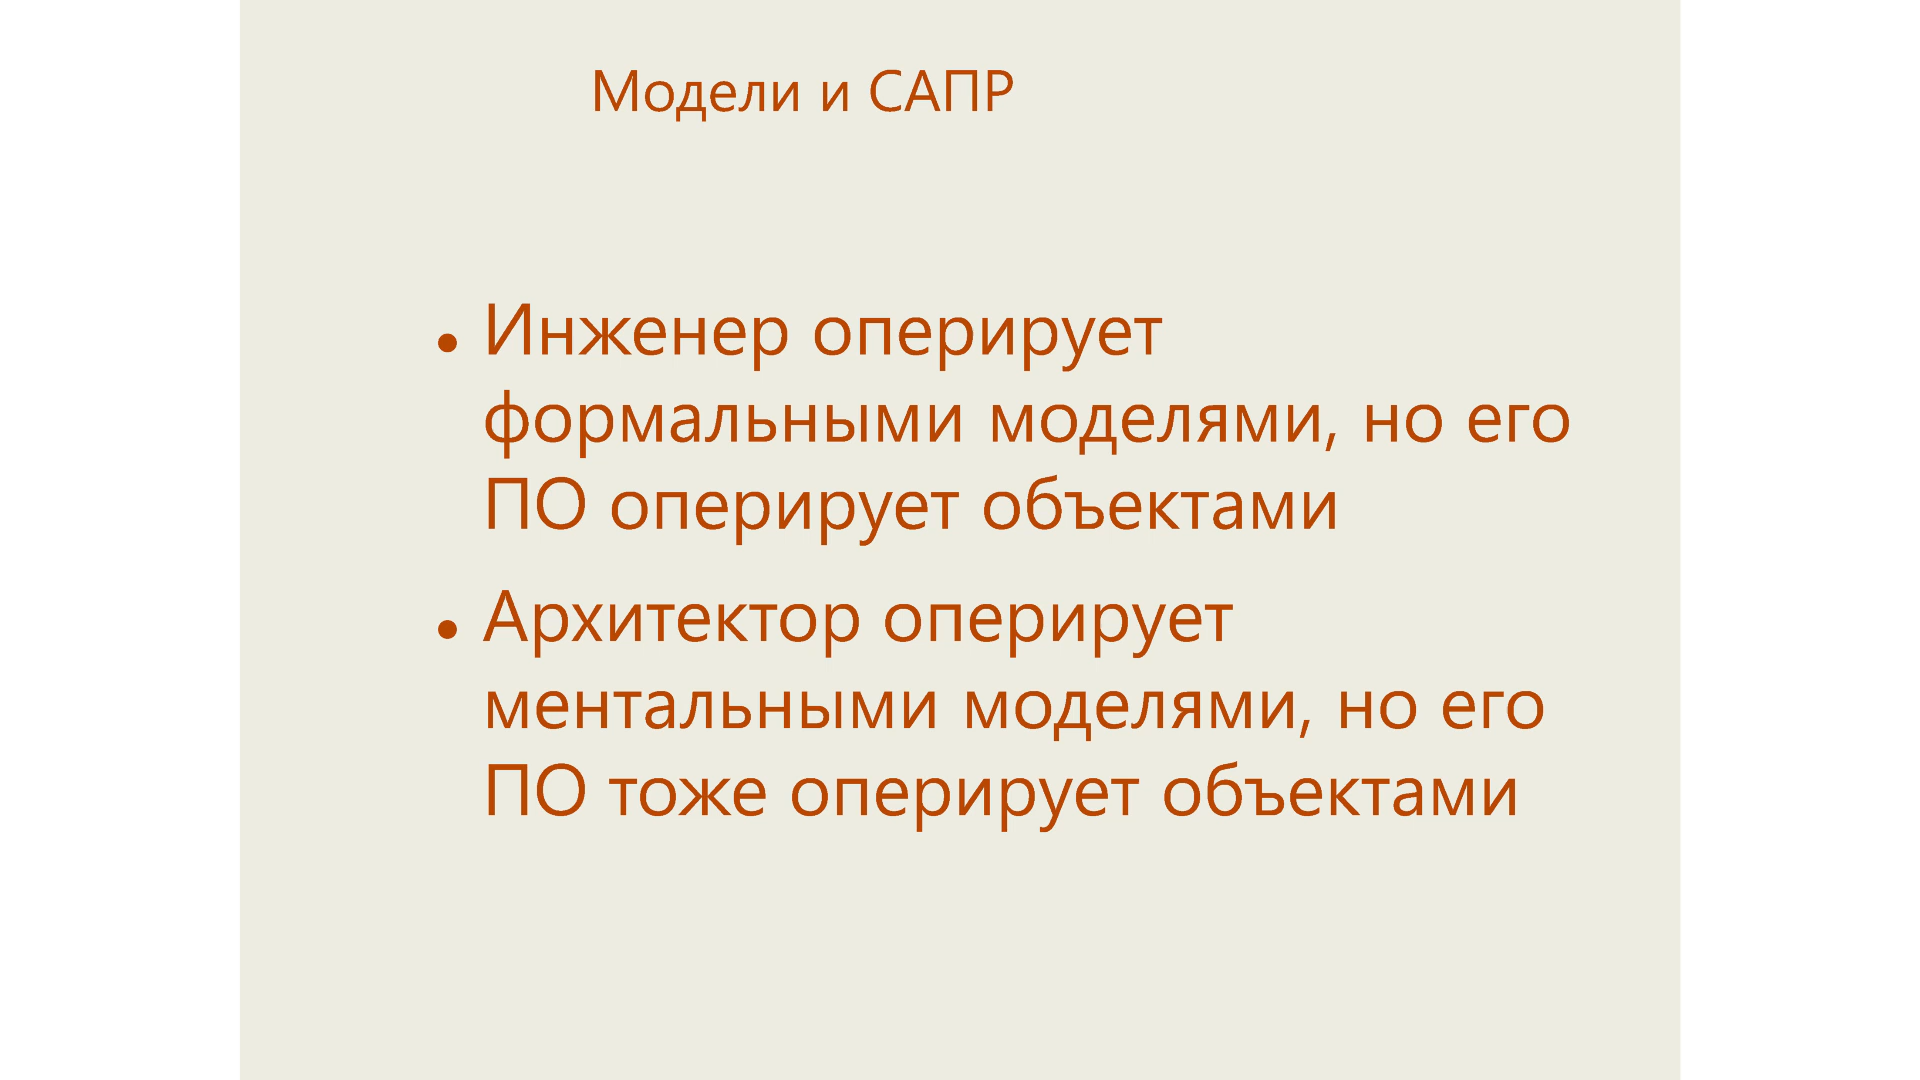 Модели и САПР
• Инженер оперирует
формальными моделями, но его
ПО оперирует объектами
• Архитектор оперирует
ментальными моделями, но его
ПО тоже оперирует объектами